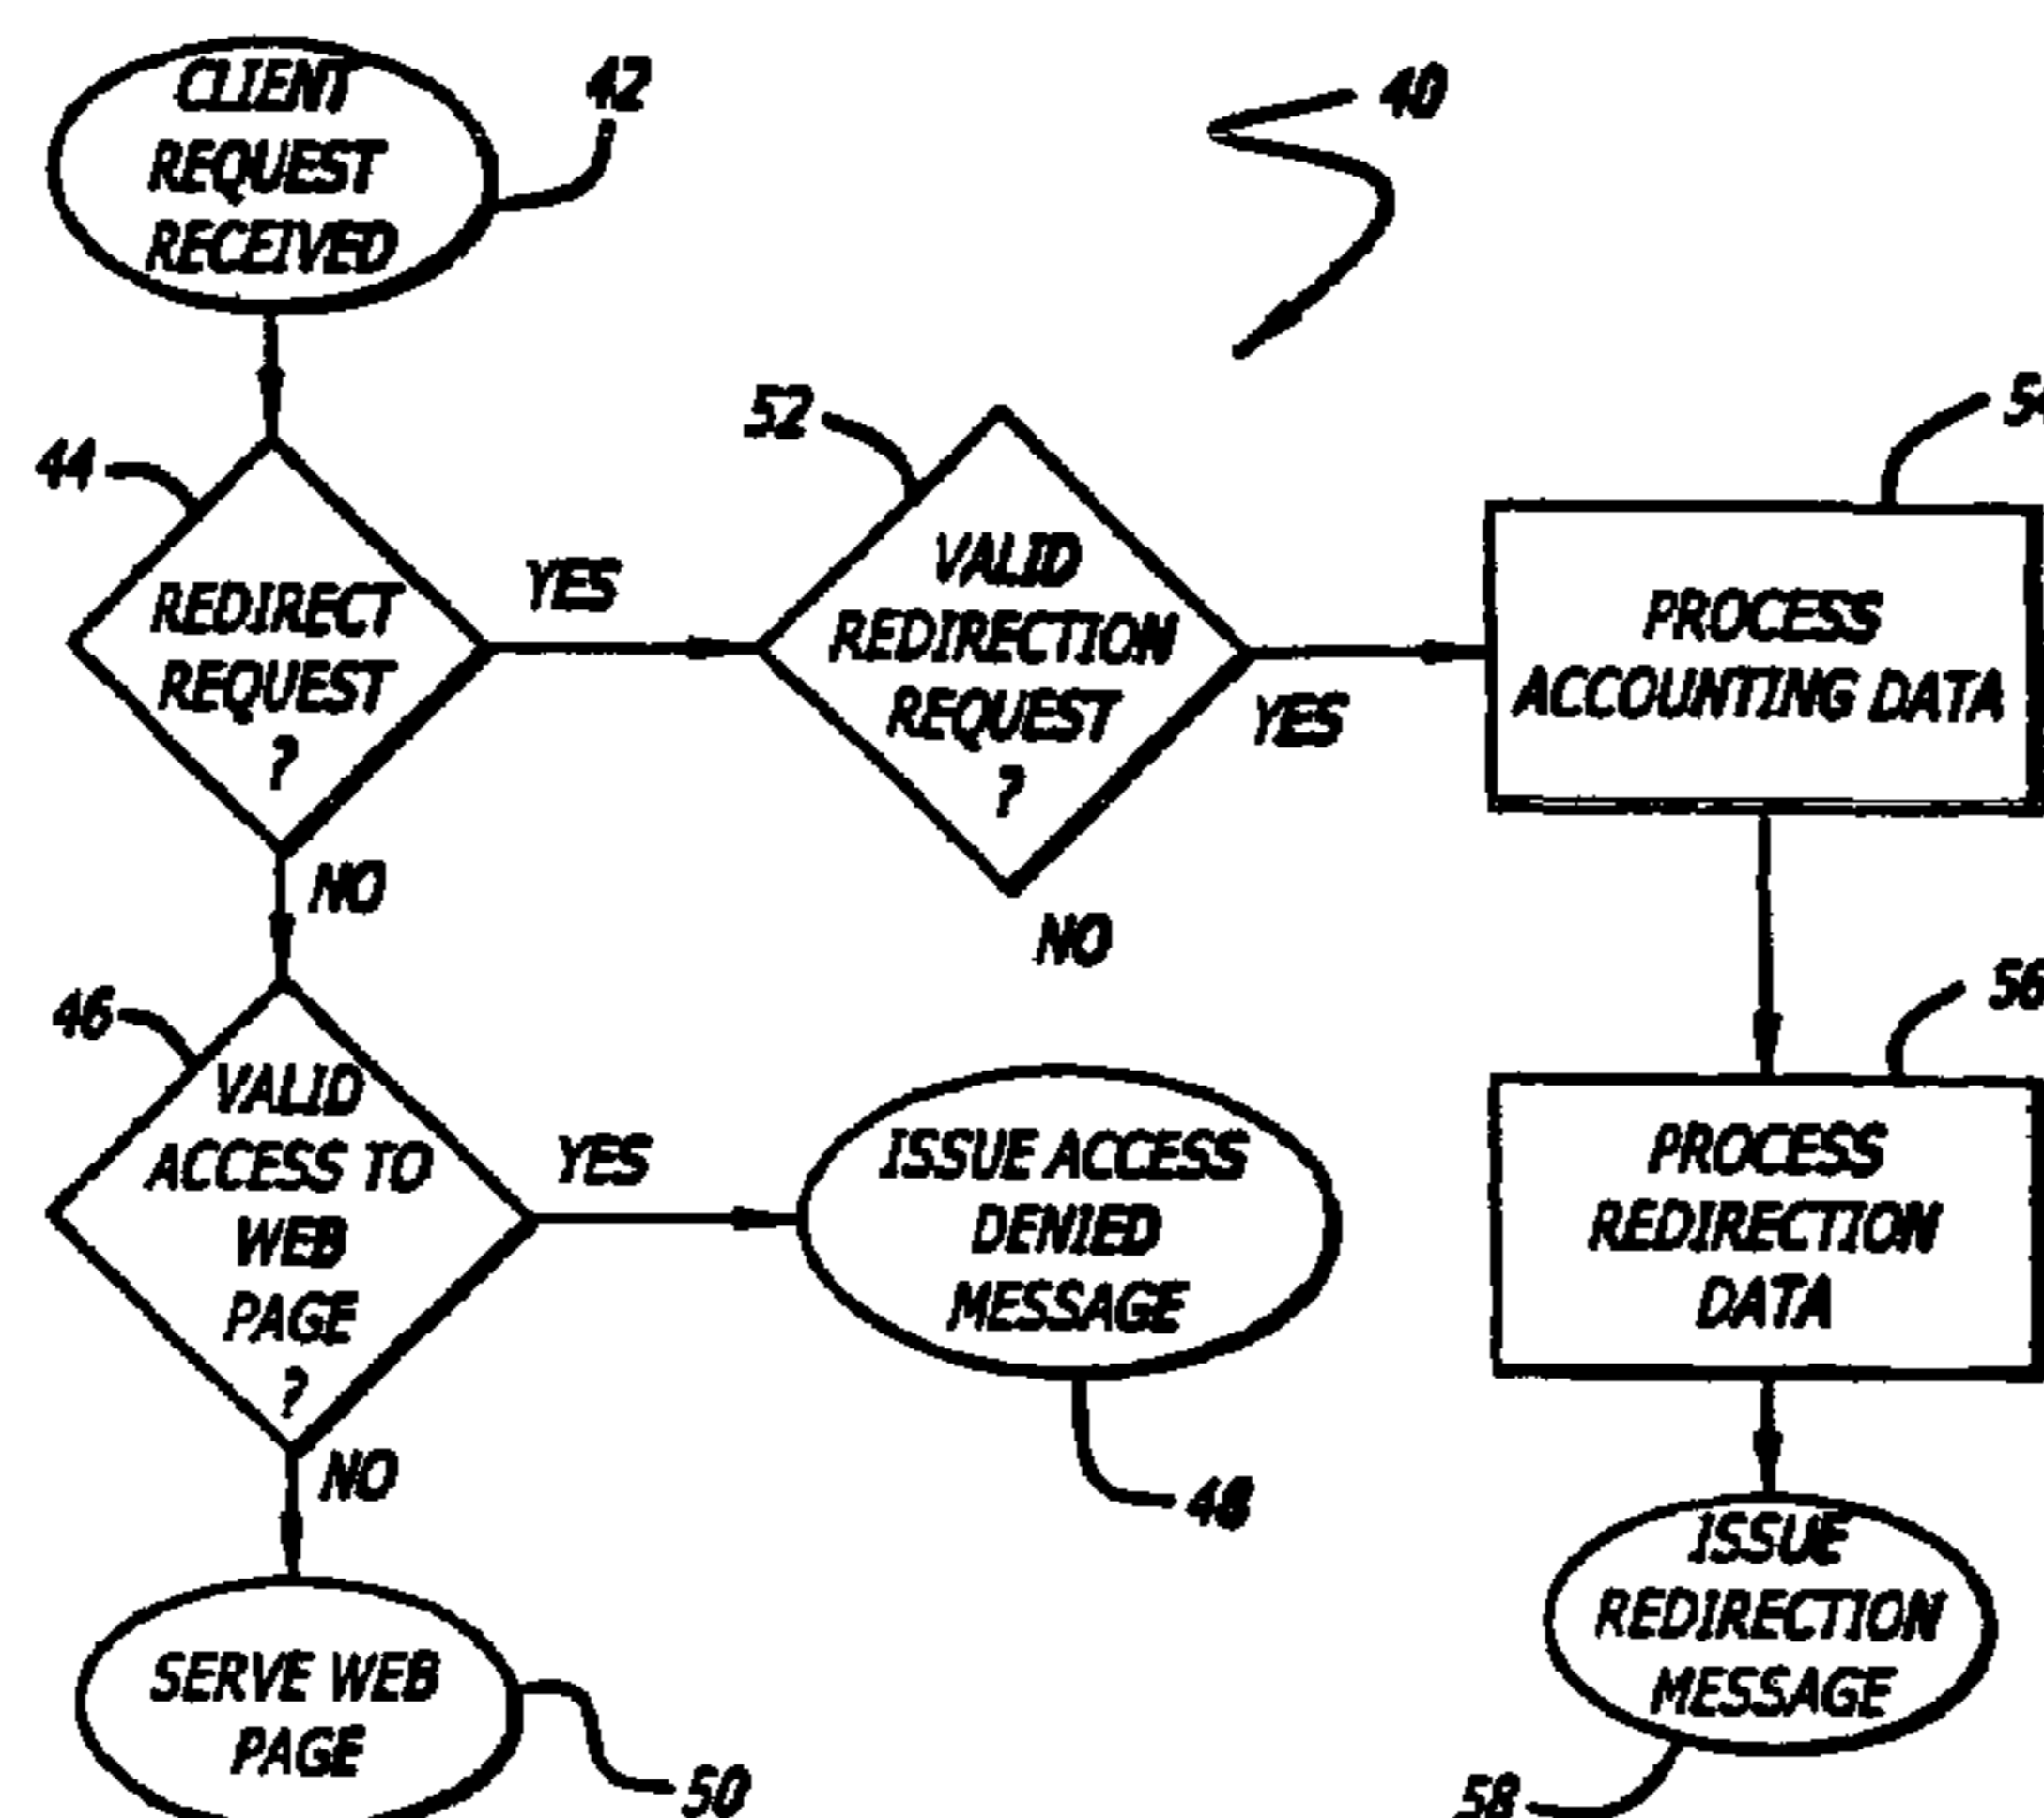 CLIENT
REQUEST
RECEIVED
42
40
44
REDIRECT
REQUEST
?
YES
NO
52
VALID
REDIRECTION
REQUEST
?
YES
NO
PROCESS
ACCOUNTING DATA
46
VALID
ACCESS TO
WEB
PAGE
?
YES
NO
ISSUE ACCESS
DENIED
MESSAGE
48
56
PROCESS
REDIRECTION
DATA
SERVE WEB
PAGE
50
ISSUE
REDIRECTION
MESSAGE
58